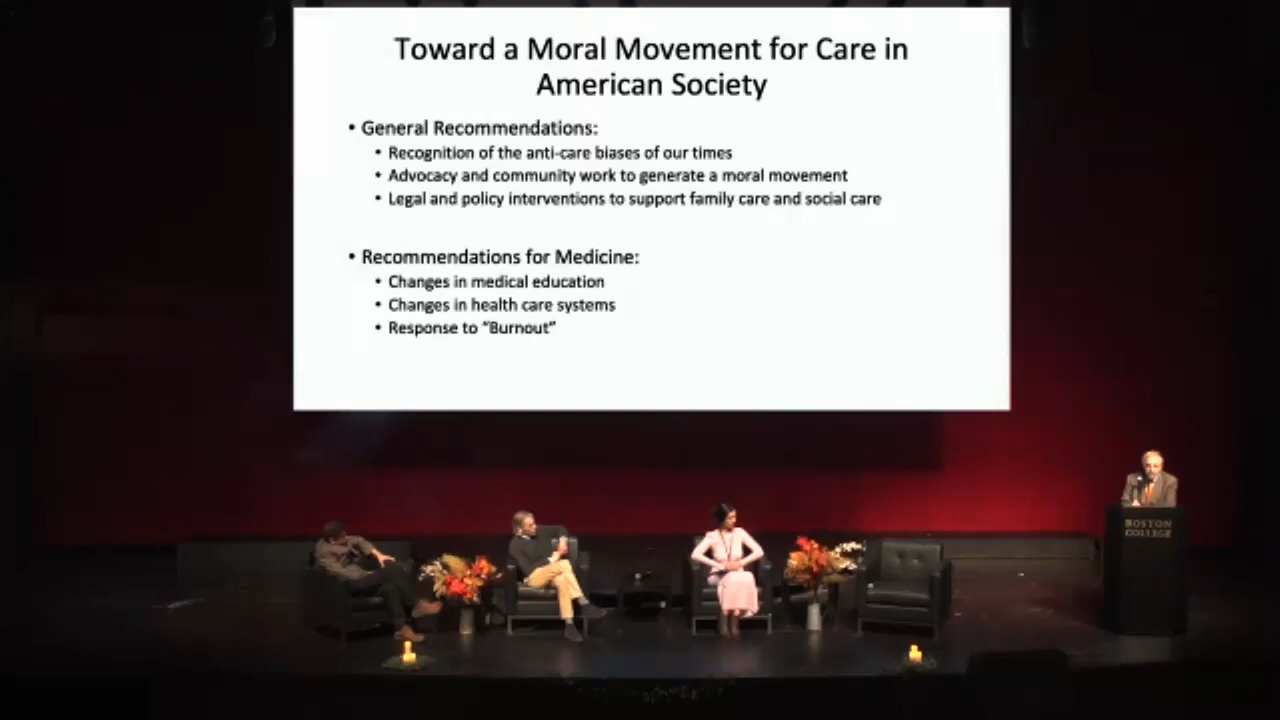 Toward a Moral Movement for Care in
American Society
• General Recommendations:
• Recognition of the anti-care biases of our times
• Advocacy and community work to generate a moral movement
• Legal and policy interventions to support family care and social care
• Recommendations for Medicine:
• Changes in medical education
• Changes in health care systems
• Response to “Burnout”
BOSTON
COLLEGE